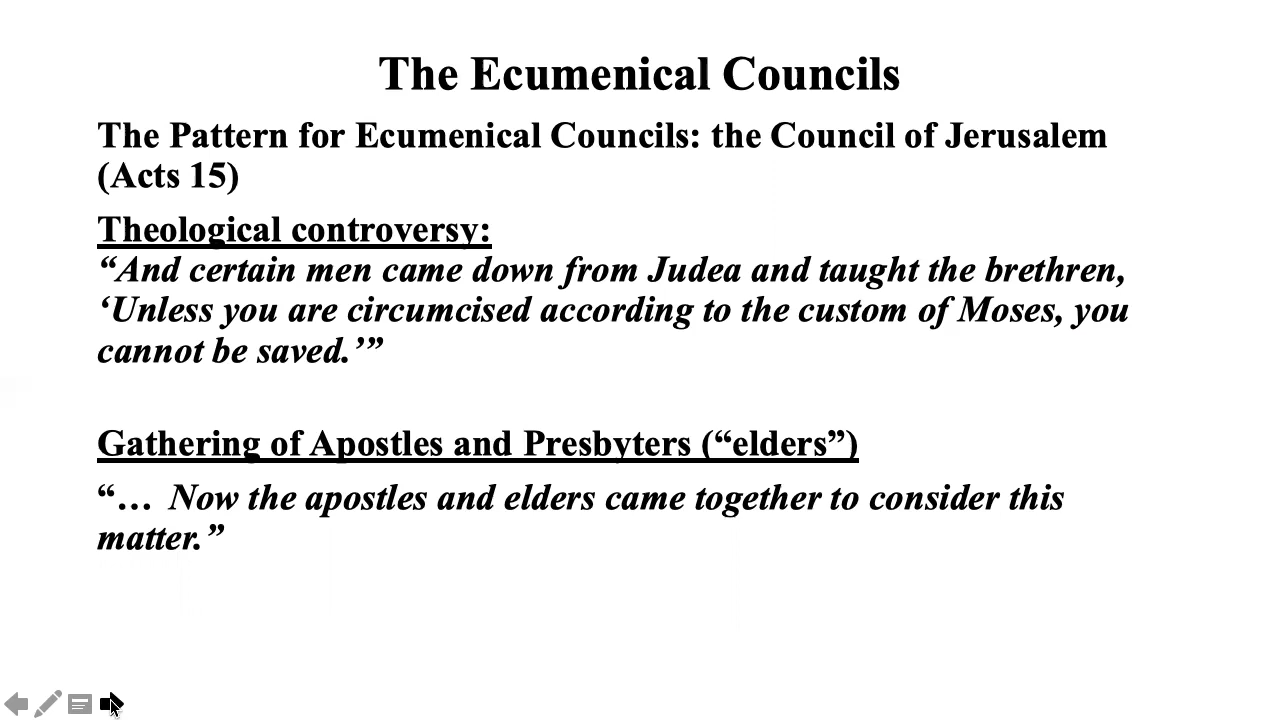 The Ecumenical Councils
The Pattern for Ecumenical Councils: the Council of Jerusalem
(Acts 15)
Theological controversy:
“And certain men came down from Judea and taught the brethren,
‘Unless you are circumcised according to the custom of Moses, you
cannot be saved.’”
Gathering of Apostles and Presbyters (“elders”)
“… Now the apostles and elders came together to consider this
matter.”